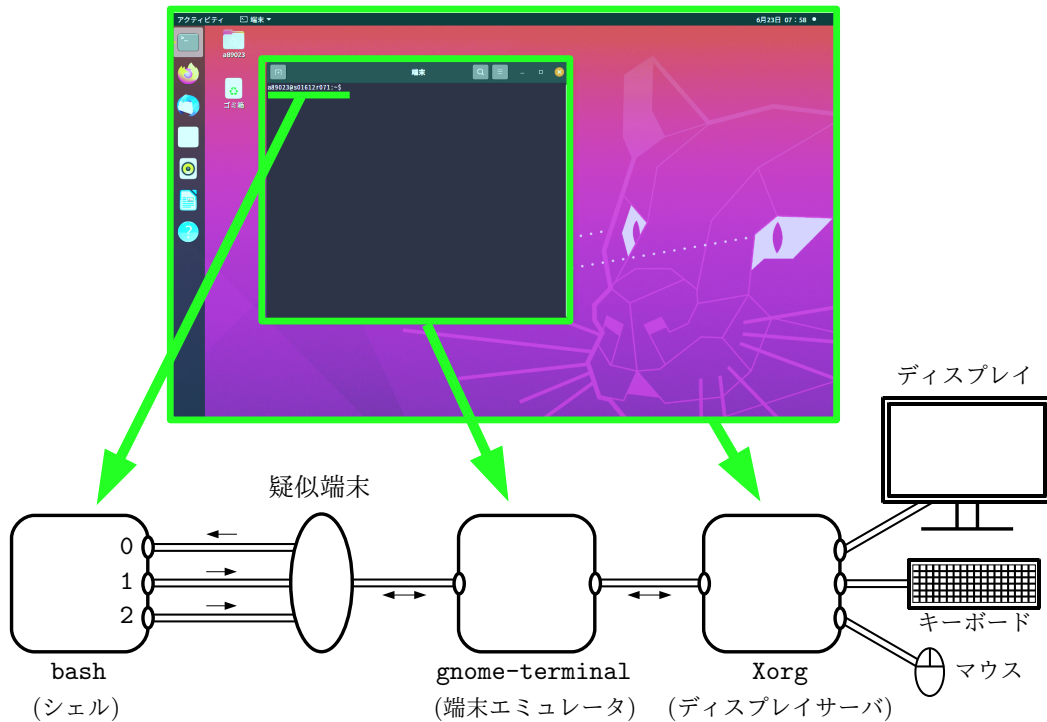 アクティビティ 端末 6月23日 07:58
a89023
端末
a89023@s01612r071:~$
ゴミ箱
?
ディスプレイ
疑似端末
0
1
2
キーボード
マウス
bash
(シェル)
gnome-terminal
(端末エミュレータ)
Xorg
(ディスプレイサーバ)